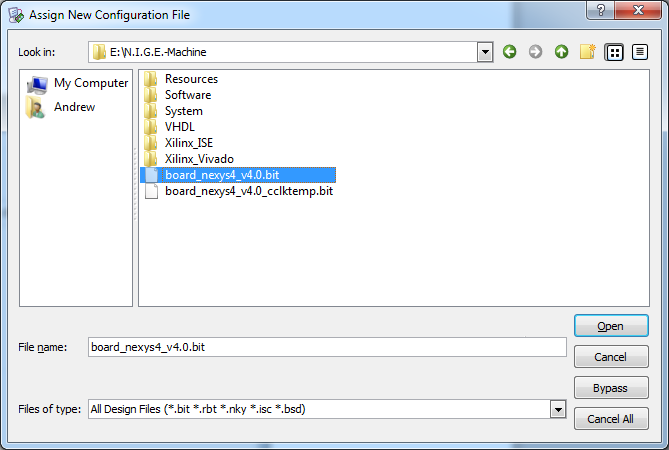 Assign New Configuration File
?
Look in:
E:\N.I.G.E.-Machine
My Computer
Andrew
Resources
Software
System
VHDL
Xilinx_ISE
Xilinx_Vivado
board_nexys4_v4.0.bit
board_nexys4_v4.0_cclktemp.bit
File name:
board_nexys4_v4.0.bit
Files of type:
All Design Files (*.bit *.rbt *.nky *.isc *.bsd)
Open
Cancel
Bypass
Cancel All